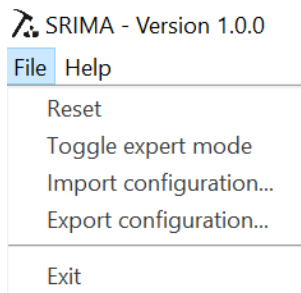 SRIMA - Version 1.0.0
File Help
Reset
Toggle expert mode
Import configuration...
Export configuration...
Exit